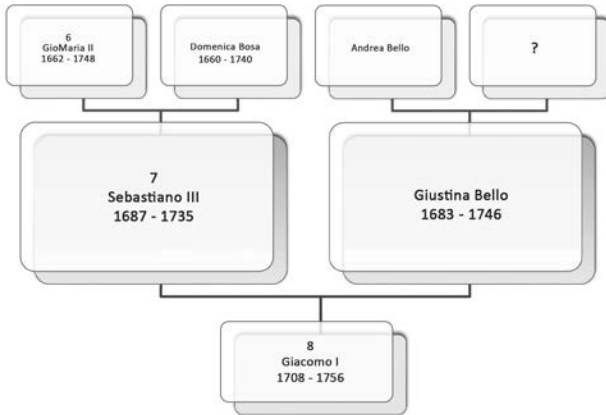 6
GioMaria II
1662 - 1748
Domenica Bosa
1660 - 1740
Andrea Bello
?
7
Sebastiano III
1687 - 1735
Giustina Bello
1683 - 1746
8
Giacomo I
1708 - 1756